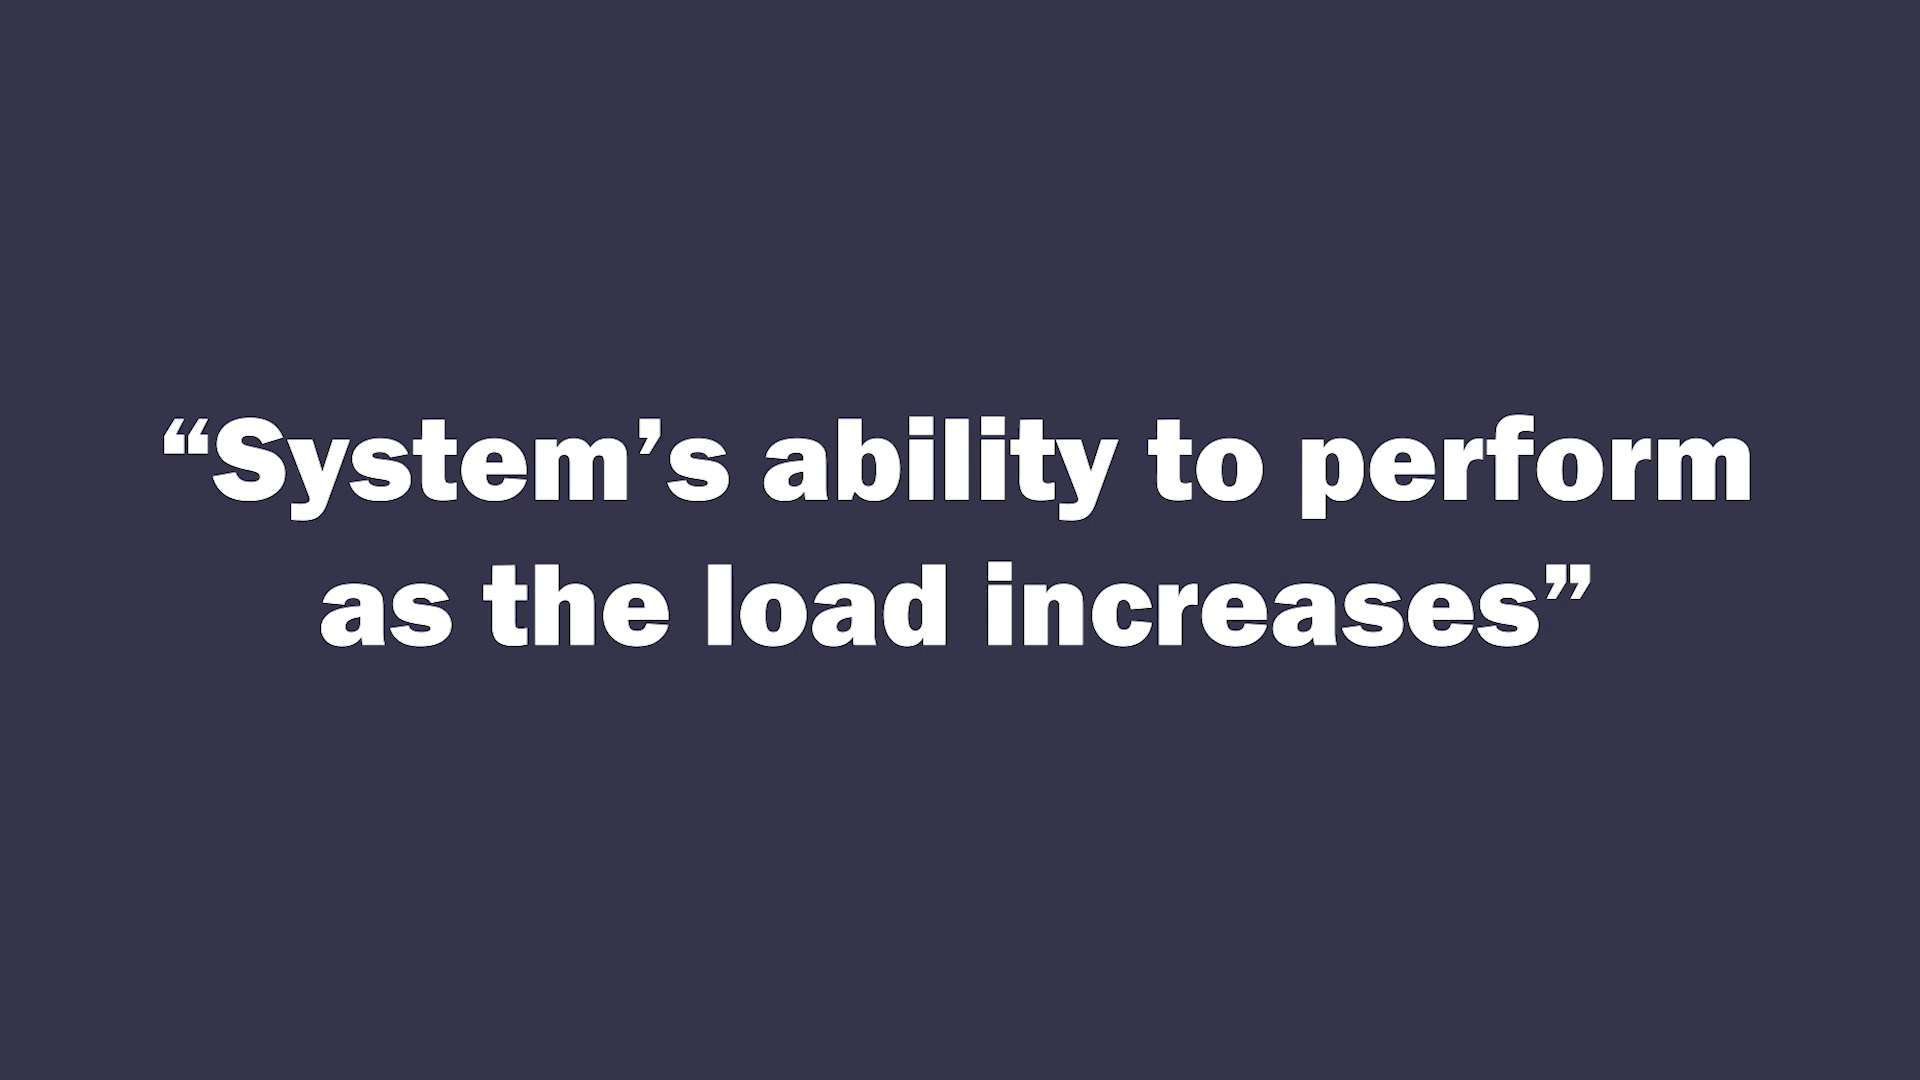 “System’s ability to perform
as the load increases”